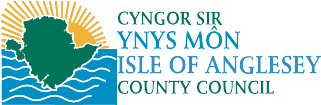 CYNGOR SIR
YNYS MÔN
ISLE OF ANGLESEY
COUNTY COUNCIL